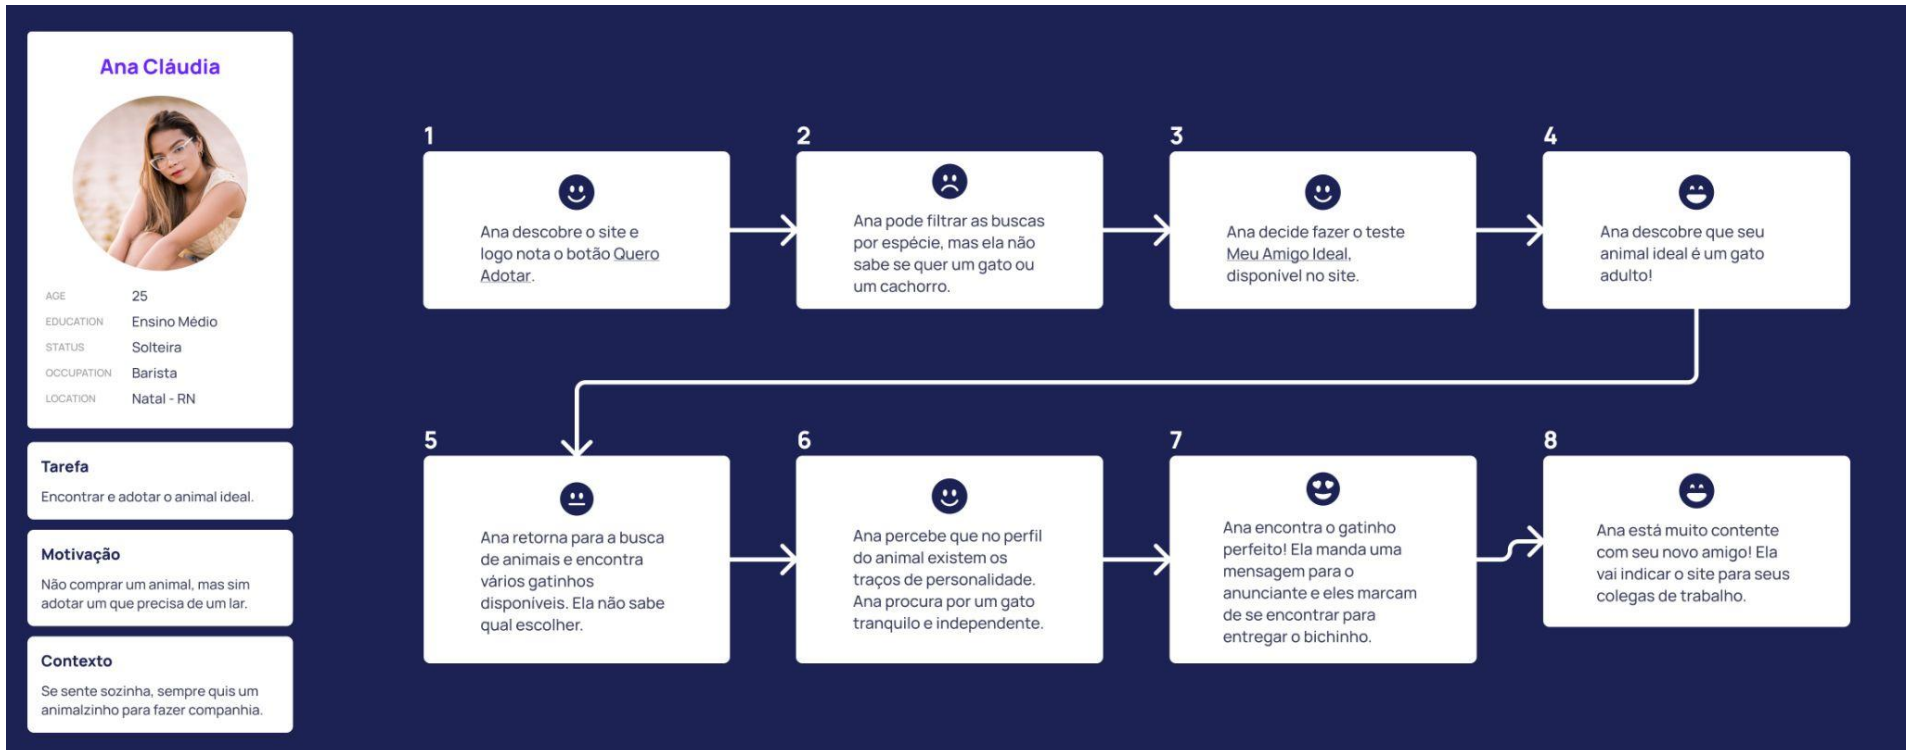 Ana Cláudia
AGE 25
EDUCATION Ensino Médio
STATUS Solteira
OCCUPATION Barista
LOCATION Natal - RN
Tarefa
Encontrar e adotar o animal ideal.
Motivação
Não comprar um animal, mas sim
adotar um que precisa de um lar.
Contexto
Se sente sozinha, sempre quis um
animalzinho para fazer companhia.
1
Ana descobre o site e
logo nota o botão Quero
Adotar.
2
Ana pode filtrar as buscas
por espécie, mas ela não
sabe se quer um gato ou
um cachorro.
3
Ana decide fazer o teste
Meu Amigo Ideal,
disponível no site.
4
Ana descobre que seu
animal ideal é um gato
adulto!
5
Ana retorna para a busca
de animais e encontra
vários gatinhos
disponíveis. Ela não sabe
qual escolher.
6
Ana percebe que no perfil
do animal existem os
traços de personalidade.
Ana procura por um gato
tranquilo e independente.
7
Ana encontra o gatinho
perfeito! Ela manda uma
mensagem para o
anunciante e eles marcam
de se encontrar para
entregar o bichinho.
8
Ana está muito contente
com seu novo amigo! Ela
vai indicar o site para seus
colegas de trabalho.